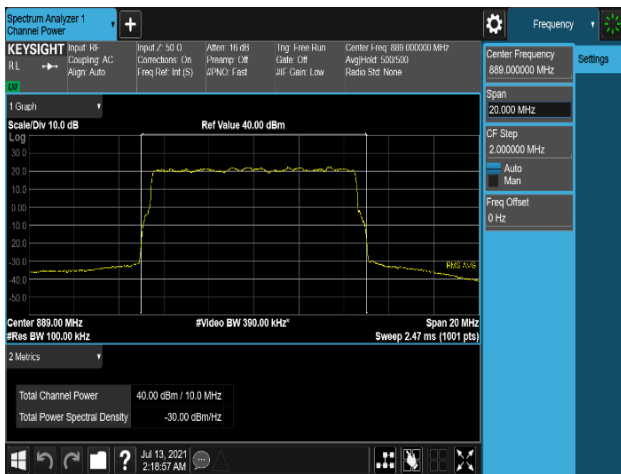 Spectrum Analyzer 1
Channel Power
Frequency
KEYSIGHT
Input: RF
Coupling: AC
Align: Auto
R L
Input Z: 50 Ω
Corrections: On
Freq Ref: Int (S)
Atten: 16 dB
Preamp: Off
#PNO: Fast
Trig: Free Run
Gate: Off
#IF Gain: Low
Center Freq: 889.000000 MHz
Avg|Hold: 500/500
Radio Std: None
Center Frequency
889.000000 MHz
Settings
Span
20.000 MHz
CF Step
2.000000 MHz
Auto
Man
Freq Offset
0 Hz
1 Graph
Scale/Div 10.0 dB
Ref Value 40.00 dBm
Log
30.0
20.0
10.0
0.00
-10.0
-20.0
-30.0
-40.0
-50.0
RMS AVG
Center 889.00 MHz
#Video BW 390.00 kHz*
Span 20 MHz
#Res BW 100.00 kHz
Sweep 2.47 ms (1001 pts)
2 Metrics
Total Channel Power
40.00 dBm / 10.0 MHz
Total Power Spectral Density
-30.00 dBm/Hz
?
Jul 13, 2021
2:18:57 AM